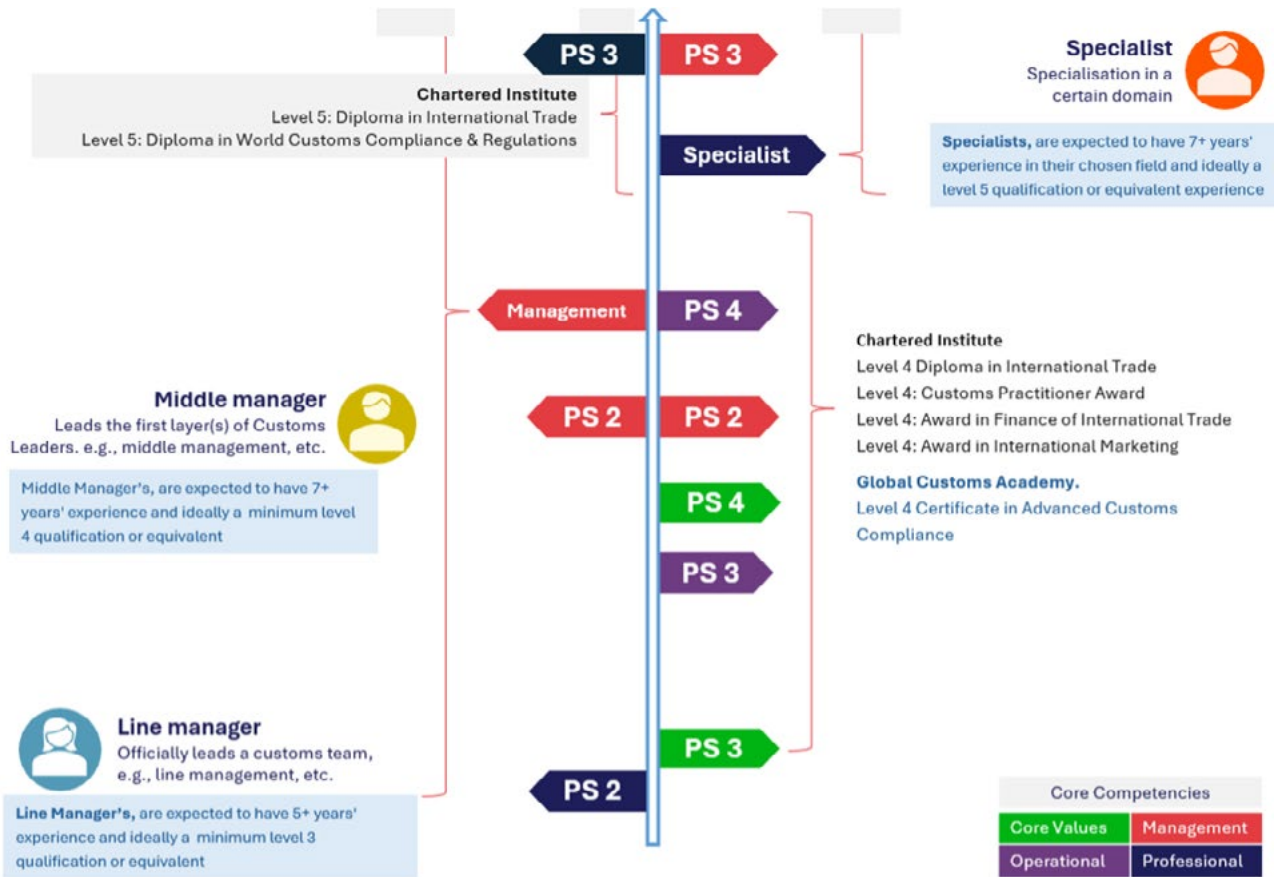 PS 3
PS 3
Chartered Institute
Level 5: Diploma in International Trade
Level 5: Diploma in World Customs Compliance & Regulations
Specialist
Specialist
Specialisation in a
certain domain
Specialists, are expected to have 7+ years'
experience in their chosen field and ideally a
level 5 qualification or equivalent experience
Management
PS 4
Middle manager
Leads the first layer(s) of Customs
Leaders. e.g., middle management, etc.
Middle Manager's, are expected to have 7+
years' experience and ideally a minimum level
4 qualification or equivalent
PS 2
PS 2
PS 4
PS 3
Chartered Institute
Level 4 Diploma in International Trade
Level 4: Customs Practitioner Award
Level 4: Award in Finance of International Trade
Level 4: Award in International Marketing
Global Customs Academy.
Level 4 Certificate in Advanced Customs
Compliance
Line manager
Officially leads a customs team,
e.g., line management, etc.
Line Manager's, are expected to have 5+ years'
experience and ideally a minimum level 3
qualification or equivalent
PS 3
PS 2
Core Competencies
Core Values
Management
Operational
Professional